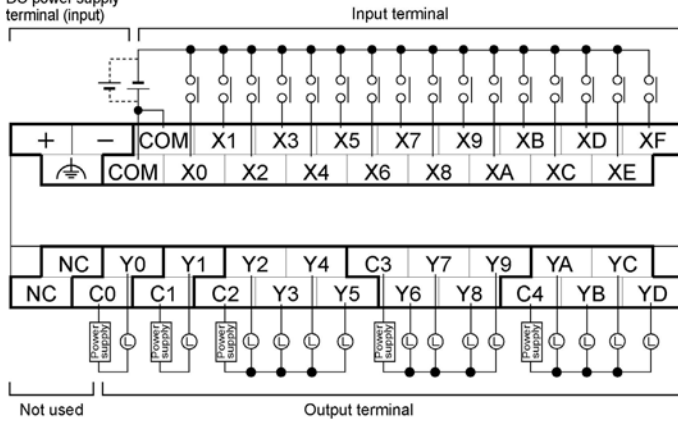 DC power supply
terminal (input)
Input terminal
+ − COM X1 X3 X5 X7 X9 XB XD XF
COM X0 X2 X4 X6 X8 XA XC XE
NC Y0 Y1 Y2 Y4 C3 Y7 Y9 YA YC
NC C0 C1 C2 Y3 Y5 Y6 Y8 C4 YB YD
Power supply L Power supply L Power supply L L L L Power supply L L L L Power supply L L L L
Not used
Output terminal